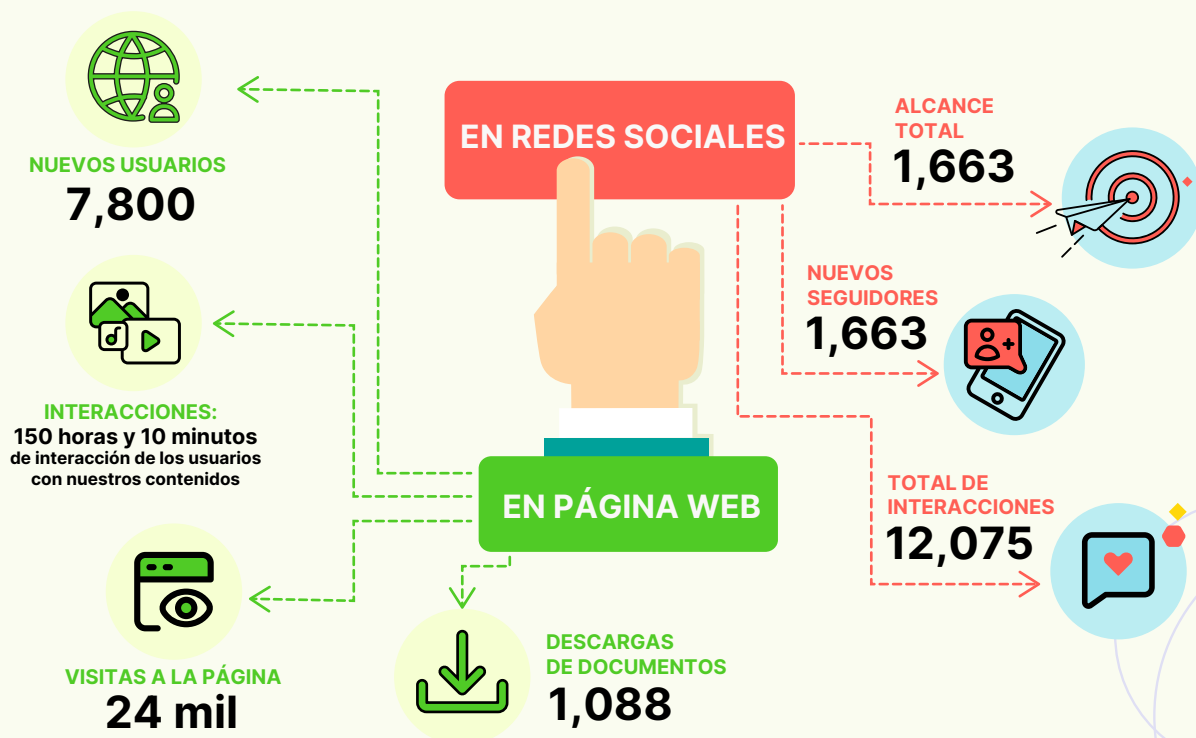 EN REDES SOCIALES
ALCANCE
TOTAL
1,663
NUEVOS
SEGUIDORES
1,663
TOTAL DE
INTERACCIONES
12,075
EN PÁGINA WEB
NUEVOS USUARIOS
7,800
INTERACCIONES:
150 horas y 10 minutos
de interacción de los usuarios
con nuestros contenidos
VISITAS A LA PÁGINA
24 mil
DESCARGAS
DE DOCUMENTOS
1,088